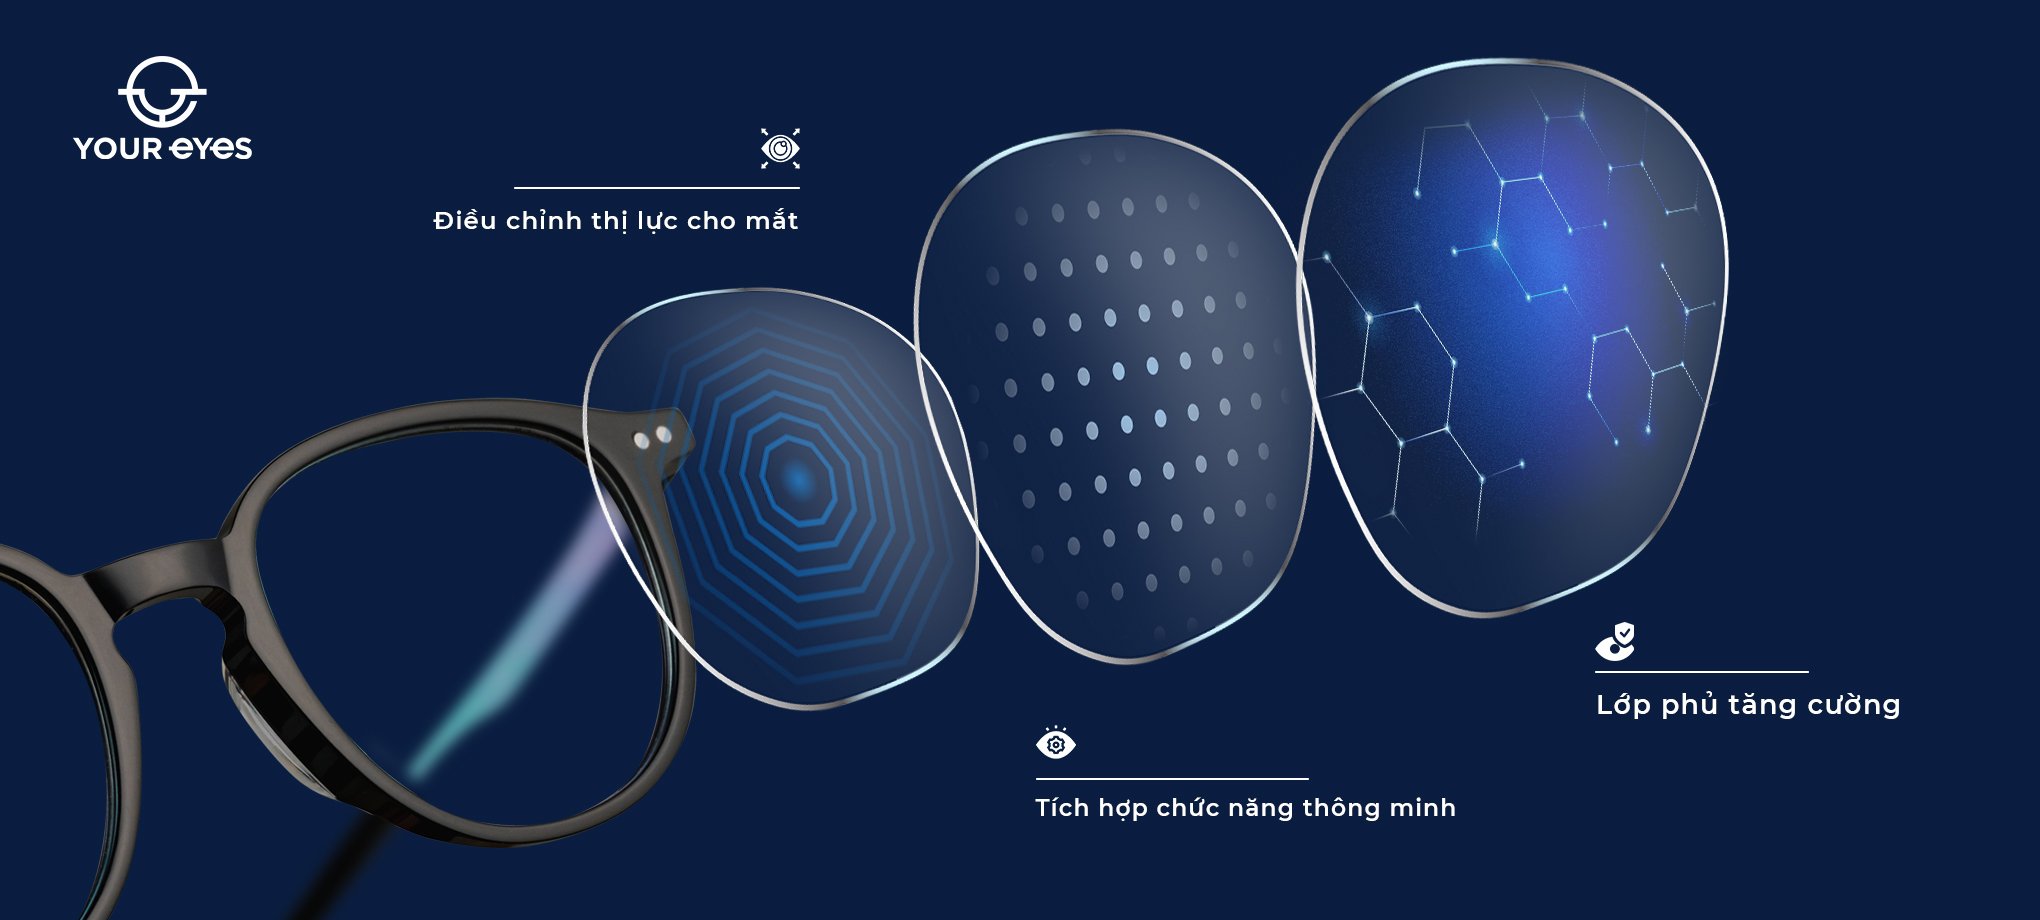 YOUR eYes
Điều chỉnh thị lực cho mắt
Lớp phủ tăng cường
Tích hợp chức năng thông minh